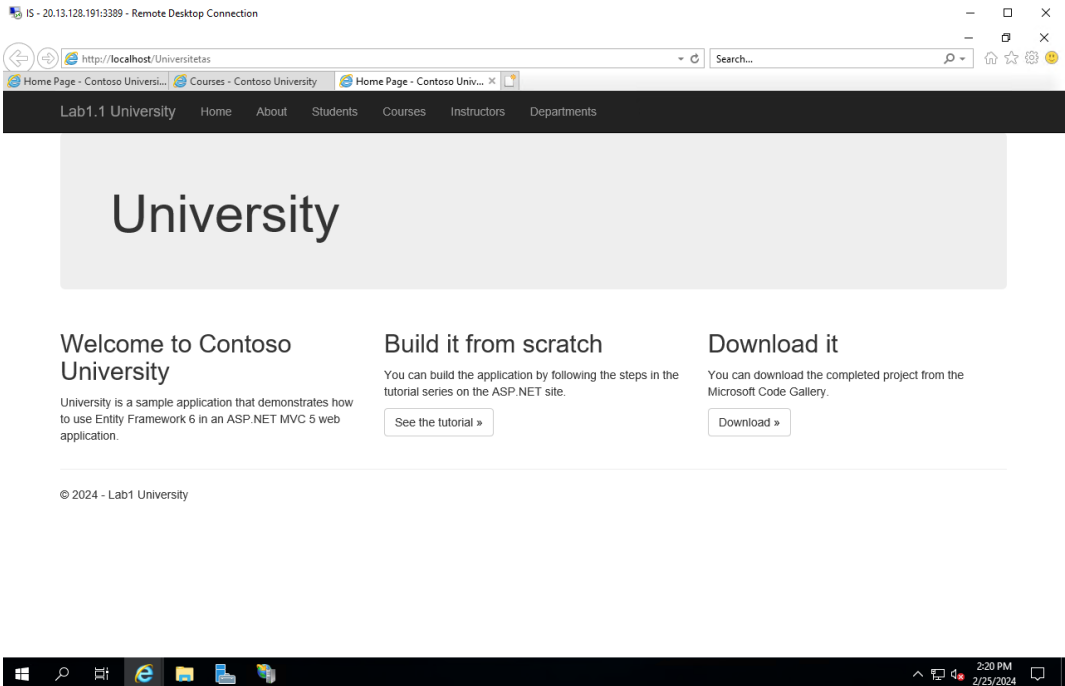 IS - 20.13.128.191:3389 - Remote Desktop Connection
http://localhost/Universitetas
Search...
Home Page - Contoso Universi...
Courses - Contoso University
Home Page - Contoso Univ...
Lab1.1 University Home About Students Courses Instructors Departments
University
Welcome to Contoso
University
University is a sample application that demonstrates how
to use Entity Framework 6 in an ASP.NET MVC 5 web
application.
Build it from scratch
You can build the application by following the steps in the
tutorial series on the ASP.NET site.
See the tutorial »
Download it
You can download the completed project from the
Microsoft Code Gallery.
Download »
© 2024 - Lab1 University
2:20 PM
2/25/2024